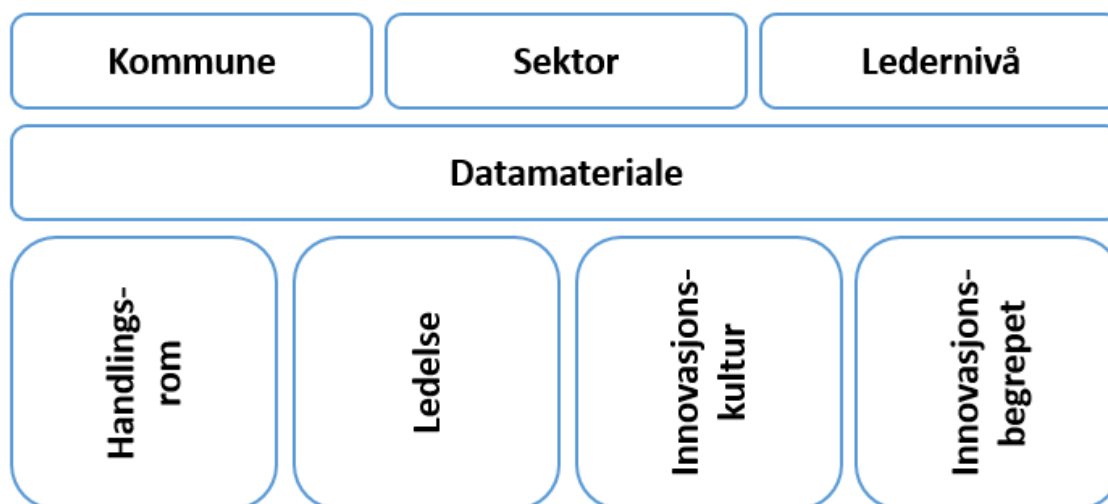 Kommune
Sektor
Ledernivå
Datamateriale
Handlings-
rom
Ledelse
Innovasjons-
kultur
Innovasjons-
begrepet